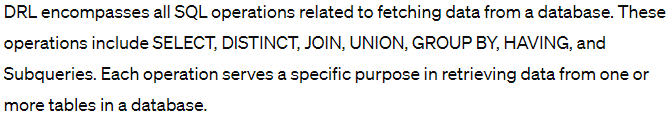 DRL encompasses all SQL operations related to fetching data from a database. These
operations include SELECT, DISTINCT, JOIN, UNION, GROUP BY, HAVING, and
Subqueries. Each operation serves a specific purpose in retrieving data from one or
more tables in a database.